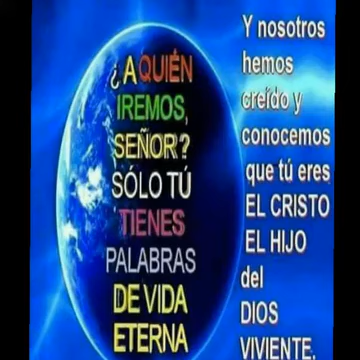 ¿A QUIÉN
IREMOS,
SEÑOR?
SÓLO TÚ
TIENES
PALABRAS
DE VIDA
ETERNA
Y nosotros
hemos
creído y
conocemos
que tú eres
EL CRISTO
EL HIJO
del
DIOS
VIVIENTE.